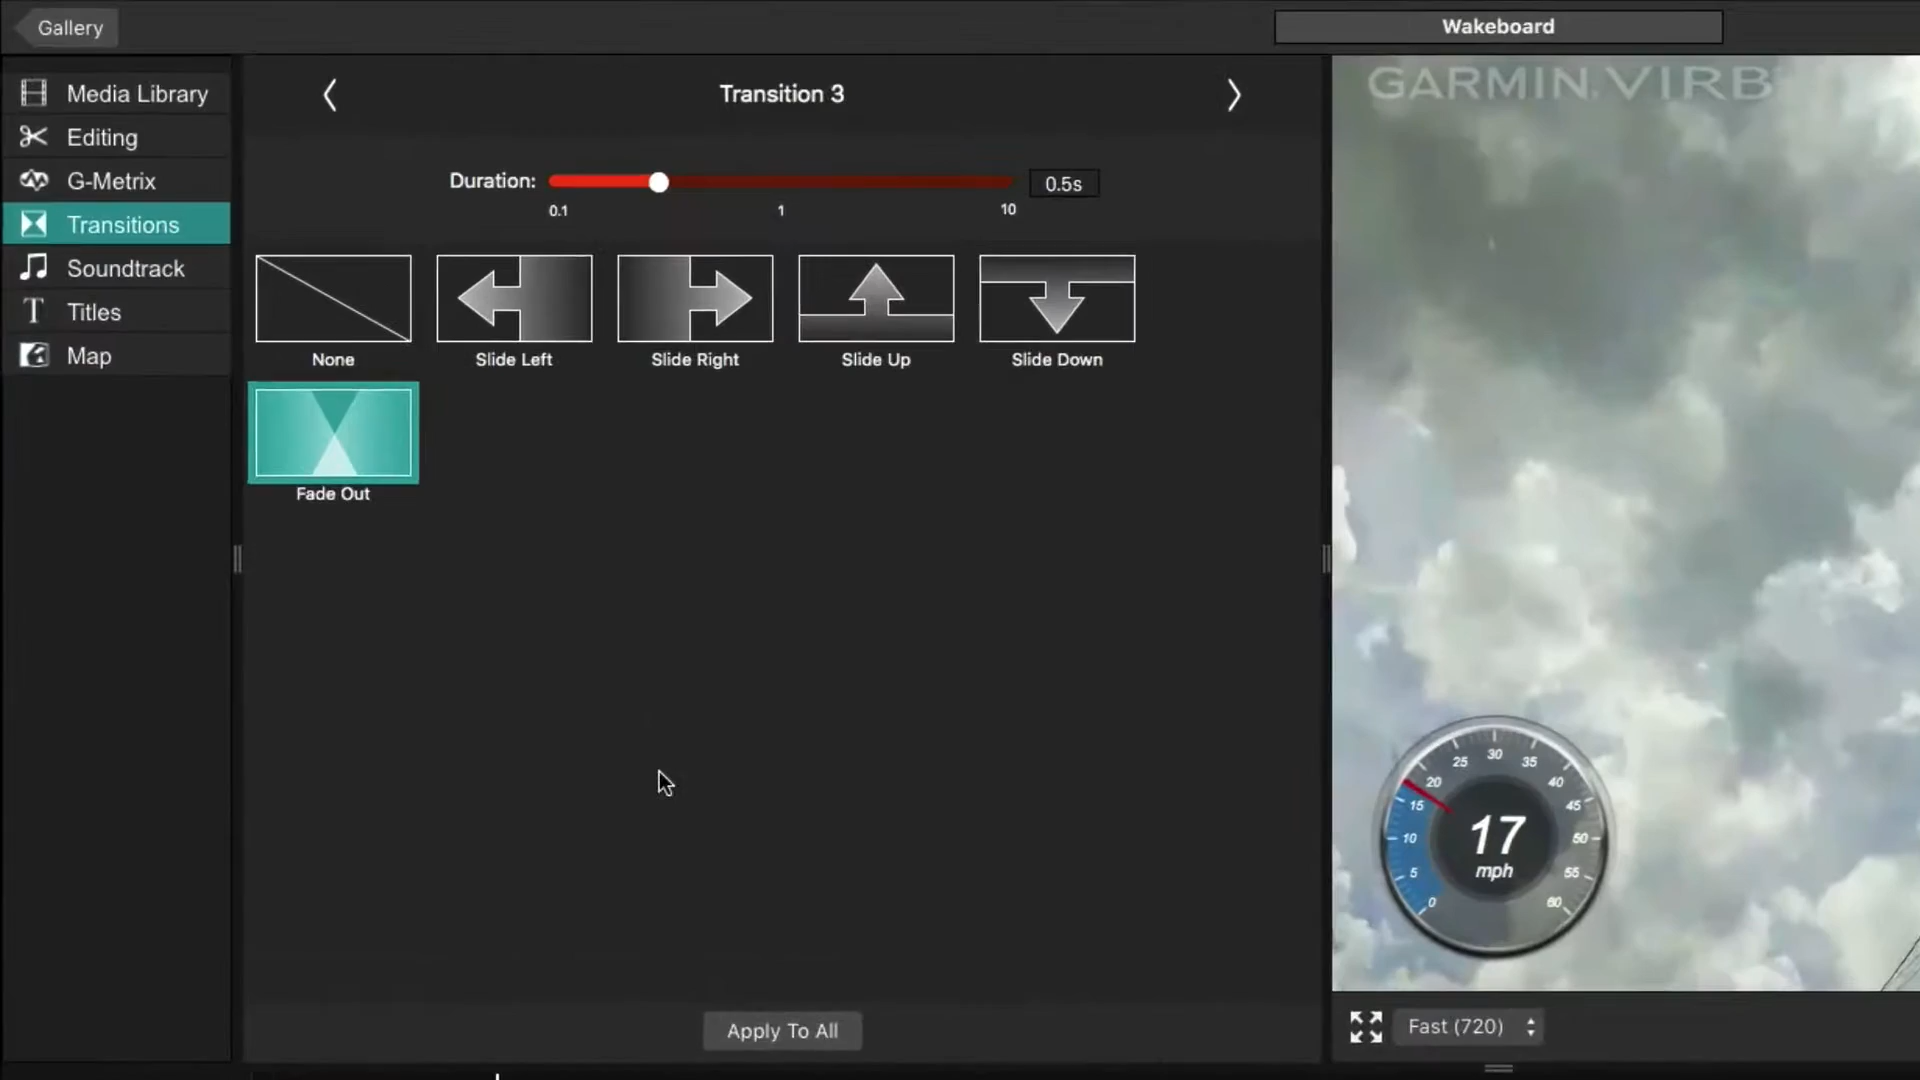 Gallery
Wakeboard
Media Library
Editing
G-Metrix
Transitions
Soundtrack
Titles
Map
Transition 3
Duration:
0.5s
0.1
1
10
None
Slide Left
Slide Right
Slide Up
Slide Down
Fade Out
Apply To All
GARMIN. VIRB
30
25
35
20
40
15
45
10
50
5
55
0
60
17
mph
Fast (720)